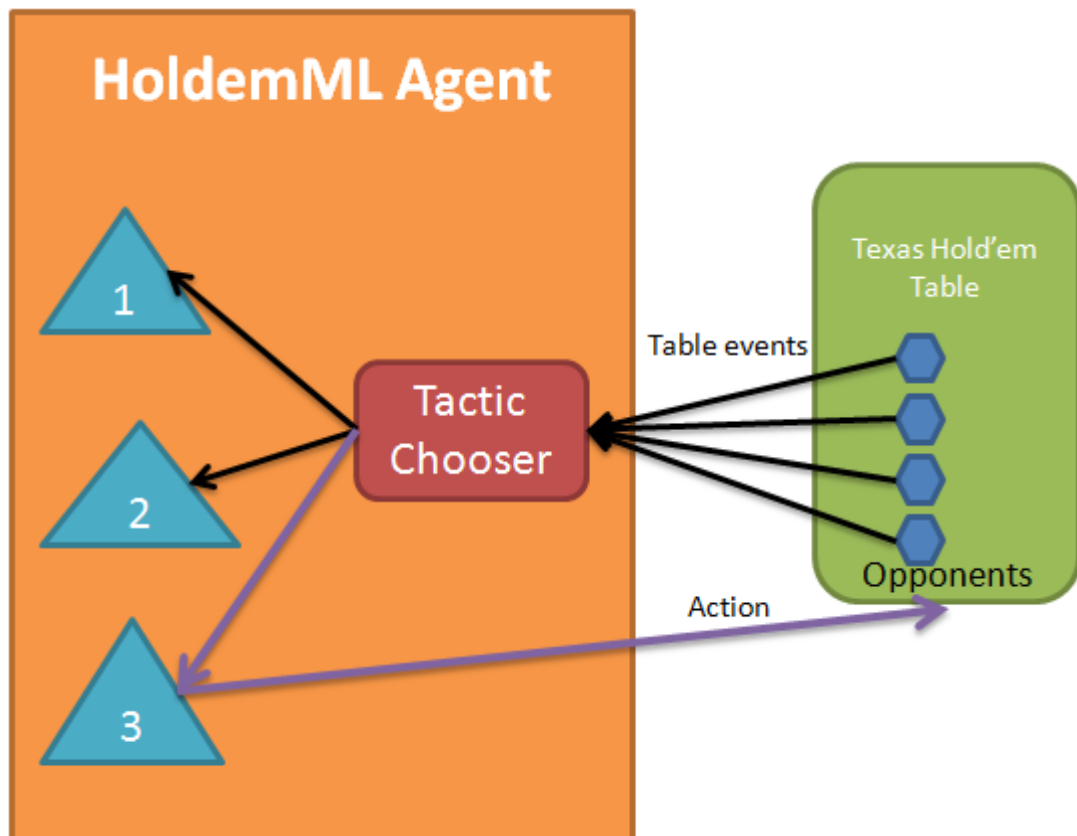 HoldemML Agent
1
2
3
Tactic
Chooser
Table events
Action
Texas Hold’em
Table
Opponents